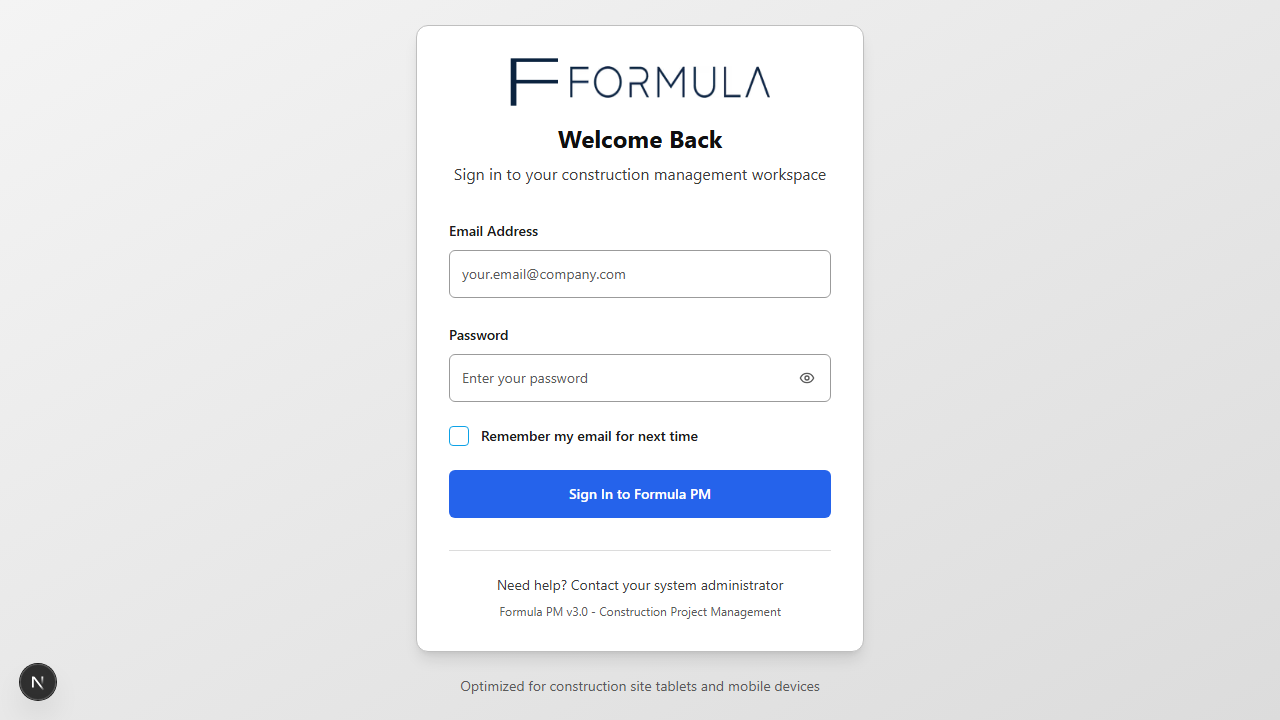 F FORMULA
Welcome Back
Sign in to your construction management workspace
Email Address
your.email@company.com
Password
Enter your password
Remember my email for next time
Sign In to Formula PM
Need help? Contact your system administrator
Formula PM v3.0 - Construction Project Management
N
Optimized for construction site tablets and mobile devices